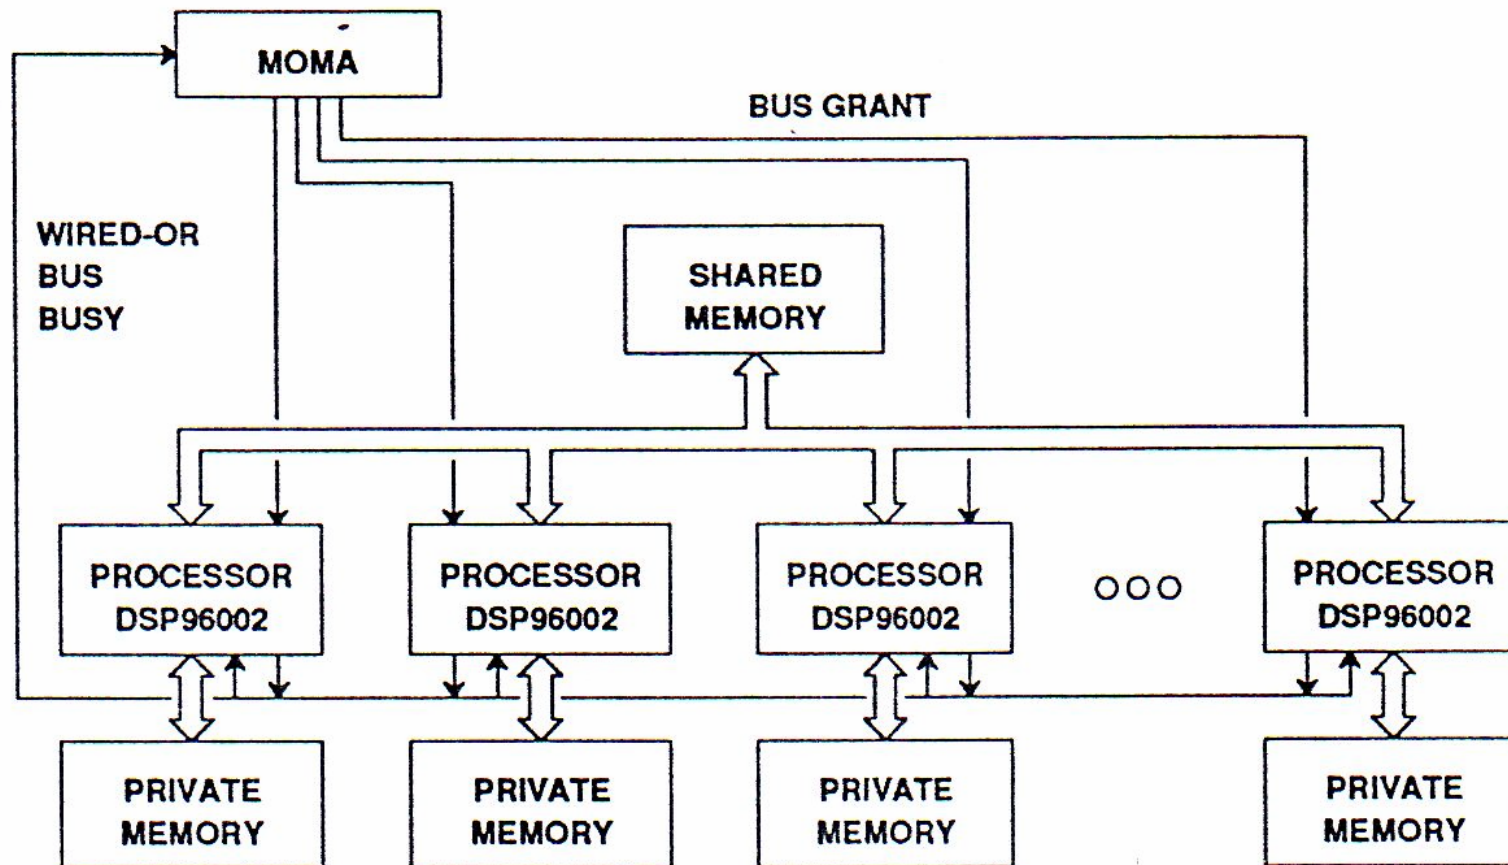 MOMA
BUS GRANT
WIRED-OR
BUS
BUSY
SHARED
MEMORY
PROCESSOR
DSP96002
PROCESSOR
DSP96002
PROCESSOR
DSP96002
PROCESSOR
DSP96002
PRIVATE
MEMORY
PRIVATE
MEMORY
PRIVATE
MEMORY
PRIVATE
MEMORY